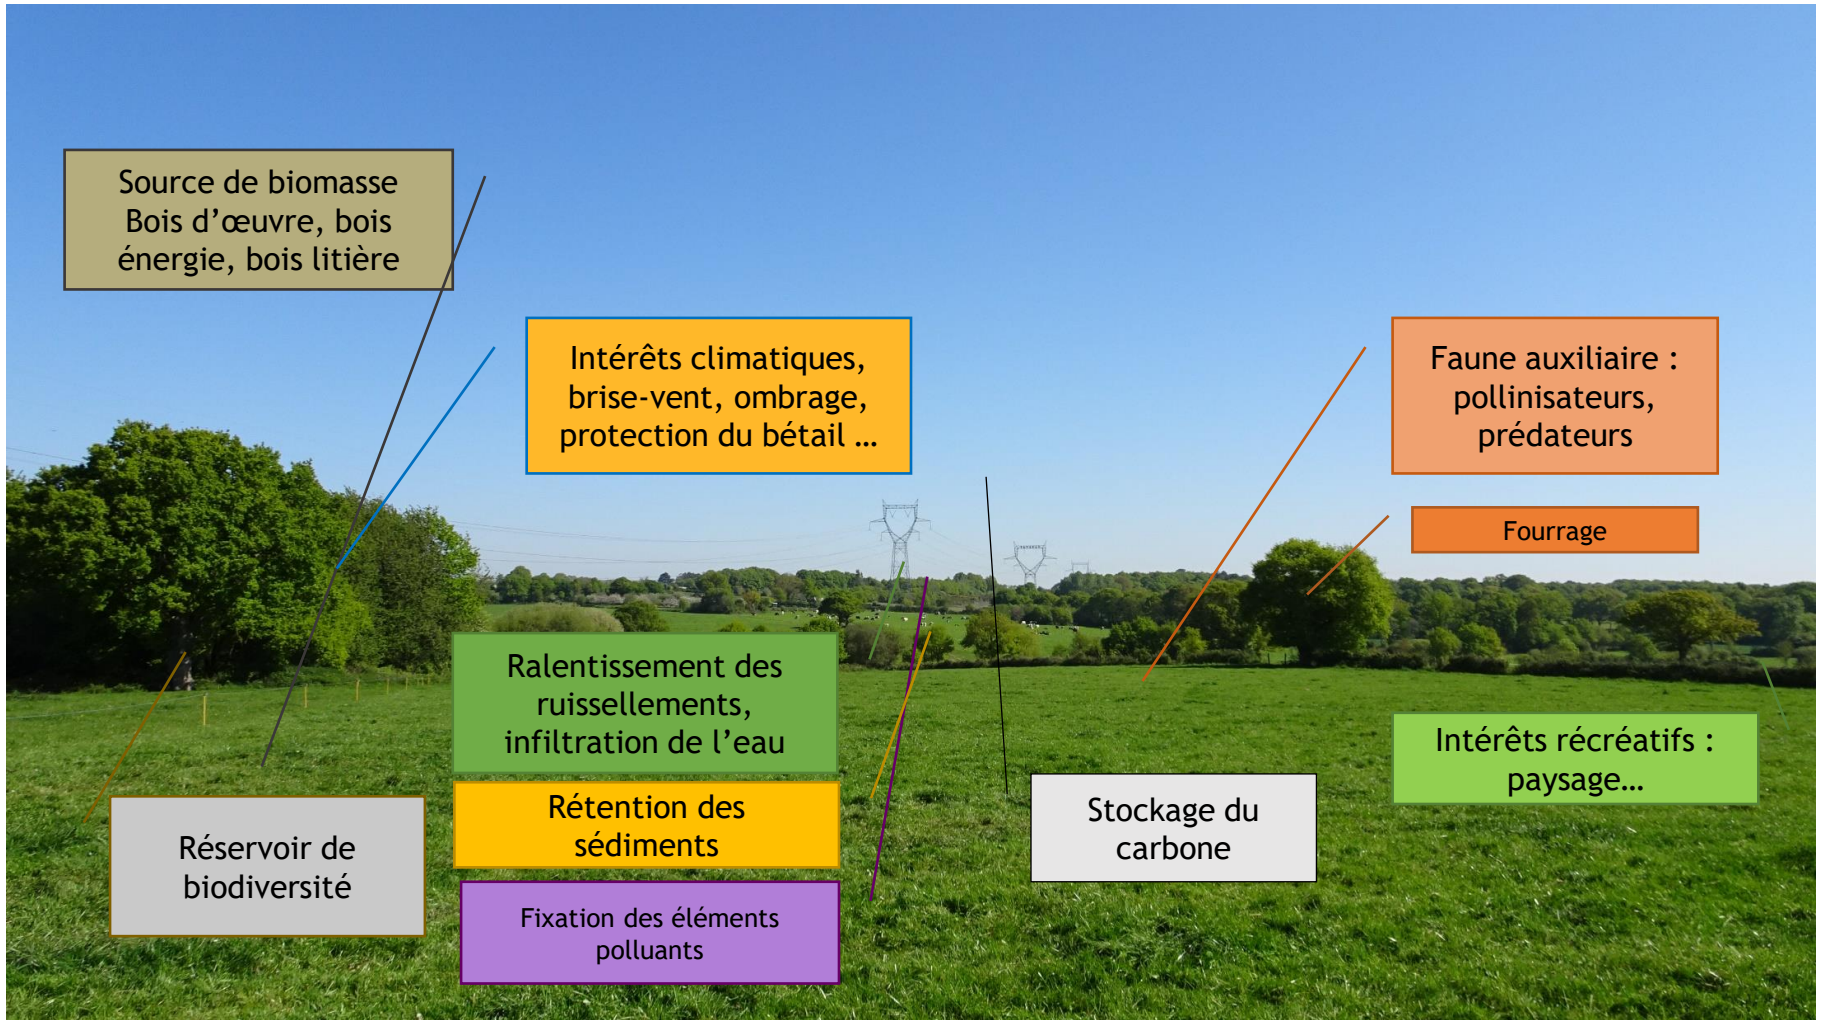 Source de biomasse
Bois d’œuvre, bois
énergie, bois litière
Intérêts climatiques,
brise-vent, ombrage,
protection du bétail …
Faune auxiliaire :
pollinisateurs,
prédateurs
Fourrage
Ralentissement des
ruissellements,
infiltration de l’eau
Intérêts récréatifs :
paysage…
Rétention des
sédiments
Stockage du
carbone
Réservoir de
biodiversité
Fixation des éléments
polluants